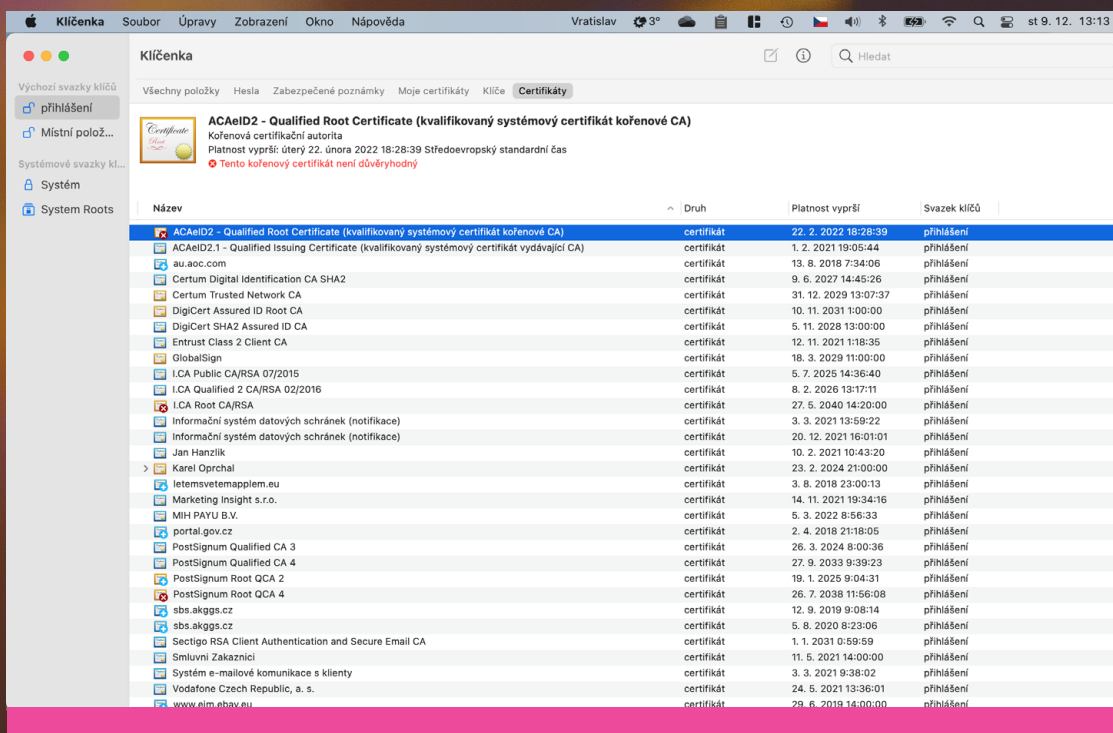 Klíčenka Soubor Úpravy Zobrazení Okno Nápověda Vratislav 3° st 9. 12. 13:13
Klíčenka Hledat
Výchozí svazky klíčů
přihlášení
Místní polož...
Systémové svazky kl...
Systém
System Roots
Všechny položky Hesla Zabezpečené poznámky Moje certifikáty Klíče Certifikáty
Certificate
Root
ACAeID2 - Qualified Root Certificate (kvalifikovaný systémový certifikát kořenové CA)
Kořenová certifikační autorita
Platnost vyprší: úterý 22. února 2022 18:28:39 Středoevropský standardní čas
Tento kořenový certifikát není důvěryhodný
Název Druh Platnost vyprší Svazek klíčů
ACAeID2 - Qualified Root Certificate (kvalifikovaný systémový certifikát kořenové CA) certifikát 22. 2. 2022 18:28:39 přihlášení
ACAeID2.1 - Qualified Issuing Certificate (kvalifikovaný systémový certifikát vydávající CA) certifikát 1. 2. 2021 19:05:44 přihlášení
au.aoc.com certifikát 13. 8. 2018 7:34:06 přihlášení
Certum Digital Identification CA SHA2 certifikát 9. 6. 2027 14:45:26 přihlášení
Certum Trusted Network CA certifikát 31. 12. 2029 13:07:37 přihlášení
DigiCert Assured ID Root CA certifikát 10. 11. 2031 1:00:00 přihlášení
DigiCert SHA2 Assured ID CA certifikát 5. 11. 2028 13:00:00 přihlášení
Entrust Class 2 Client CA certifikát 12. 11. 2021 1:18:35 přihlášení
GlobalSign certifikát 18. 3. 2029 11:00:00 přihlášení
I.CA Public CA/RSA 07/2015 certifikát 5. 7. 2025 14:36:40 přihlášení
I.CA Qualified 2 CA/RSA 02/2016 certifikát 8. 2. 2026 13:17:11 přihlášení
I.CA Root CA/RSA certifikát 27. 5. 2040 14:20:00 přihlášení
Informační systém datových schránek (notifikace) certifikát 3. 3. 2021 13:59:22 přihlášení
Informační systém datových schránek (notifikace) certifikát 20. 12. 2021 16:01:01 přihlášení
Jan Hanzlik certifikát 10. 2. 2021 10:43:20 přihlášení
Karel Oprchal certifikát 23. 2. 2024 21:00:00 přihlášení
letemsvetemapplem.eu certifikát 3. 8. 2018 23:00:13 přihlášení
Marketing Insight s.r.o. certifikát 14. 11. 2021 19:34:16 přihlášení
MIH PAYU B.V. certifikát 5. 3. 2022 8:56:33 přihlášení
portal.gov.cz certifikát 2. 4. 2018 21:18:05 přihlášení
PostSignum Qualified CA 3 certifikát 26. 3. 2024 8:00:36 přihlášení
PostSignum Qualified CA 4 certifikát 27. 9. 2033 9:39:23 přihlášení
PostSignum Root QCA 2 certifikát 19. 1. 2025 9:04:31 přihlášení
PostSignum Root QCA 4 certifikát 26. 7. 2038 11:56:08 přihlášení
sbs.akggs.cz certifikát 12. 9. 2019 9:08:14 přihlášení
sbs.akggs.cz certifikát 5. 8. 2020 8:23:06 přihlášení
Sectigo RSA Client Authentication and Secure Email CA certifikát 1. 1. 2031 0:59:59 přihlášení
Smluvni Zakaznici certifikát 11. 5. 2021 14:00:00 přihlášení
Systém e-mailové komunikace s klienty certifikát 3. 3. 2021 9:38:02 přihlášení
Vodafone Czech Republic, a. s. certifikát 24. 5. 2021 13:36:01 přihlášení
www.eim.ebay.eu certifikát 29. 6. 2019 14:00:00 přihlášení